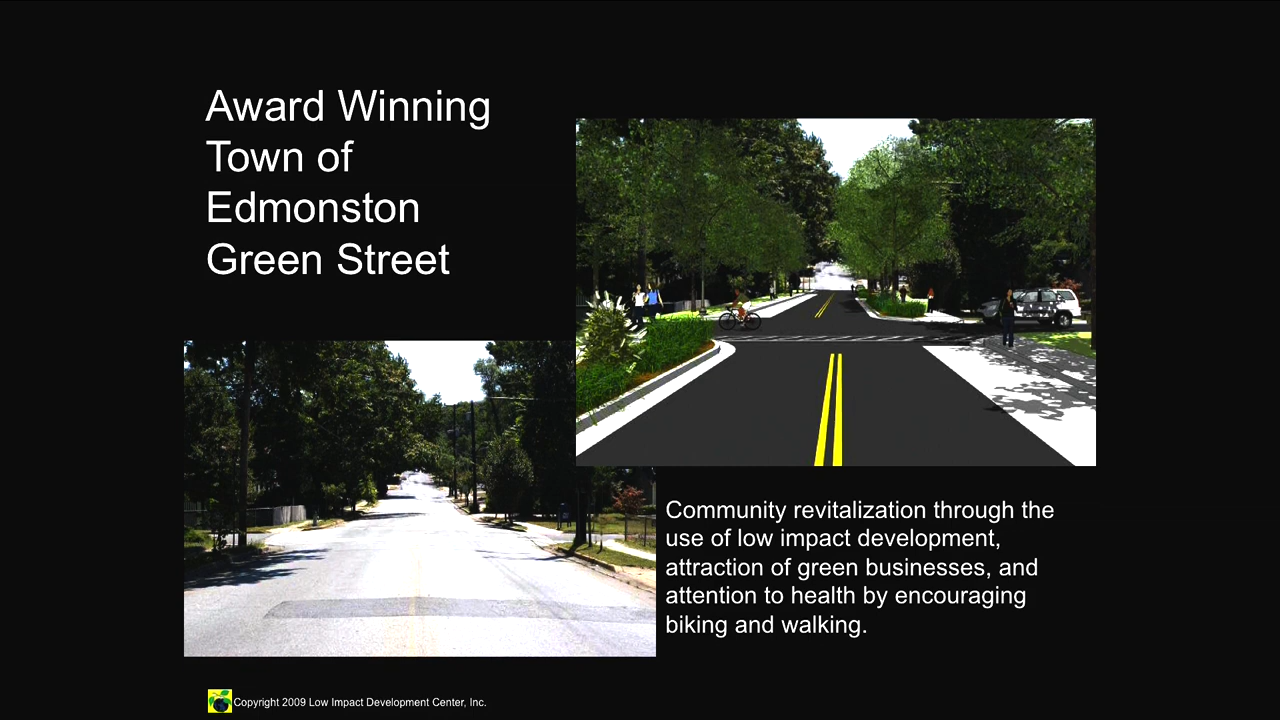 Award Winning
Town of
Edmonston
Green Street
Community revitalization through the
use of low impact development,
attraction of green businesses, and
attention to health by encouraging
biking and walking.
Copyright 2009 Low Impact Development Center, Inc.